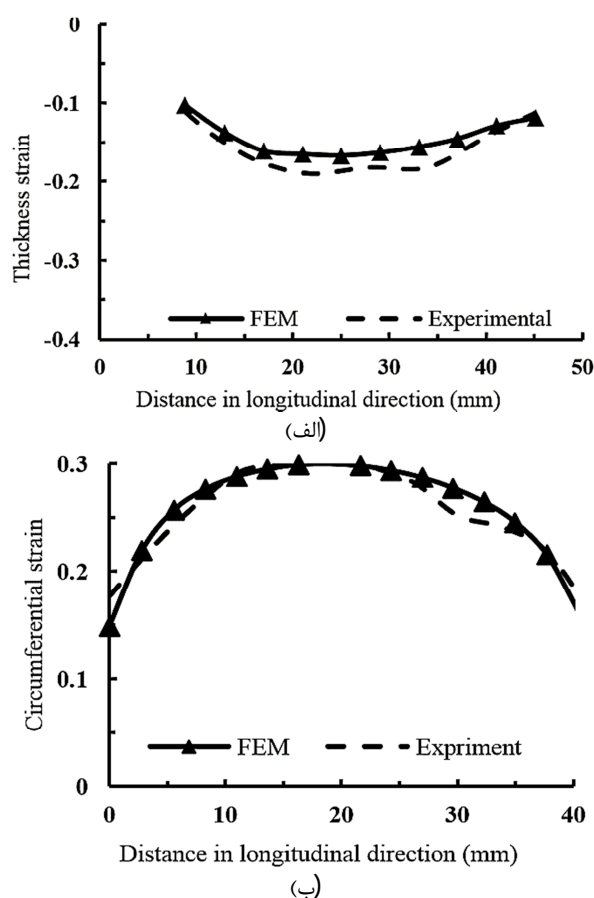 0
-0.1
-0.2
-0.3
-0.4
Thickness strain
FEM Experimental
0 10 20 30 40 50
Distance in longitudinal direction (mm)
(الف)
0.3
0.2
0.1
0
Circumferential strain
FEM Expriment
0 10 20 30 40
Distance in longitudinal direction (mm)
(ب)